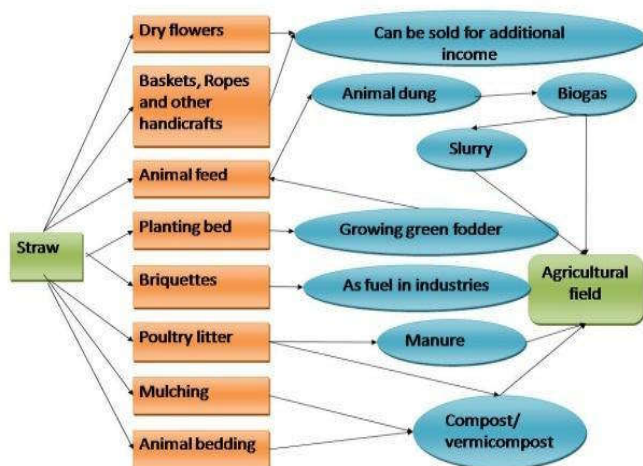 Dry flowers
Can be sold for additional
income
Baskets, Ropes
and other
handicrafts
Animal dung
Biogas
Slurry
Animal feed
Planting bed
Growing green fodder
Straw
Briquettes
As fuel in industries
Agricultural
field
Poultry litter
Manure
Mulching
Compost/
vermicompost
Animal bedding